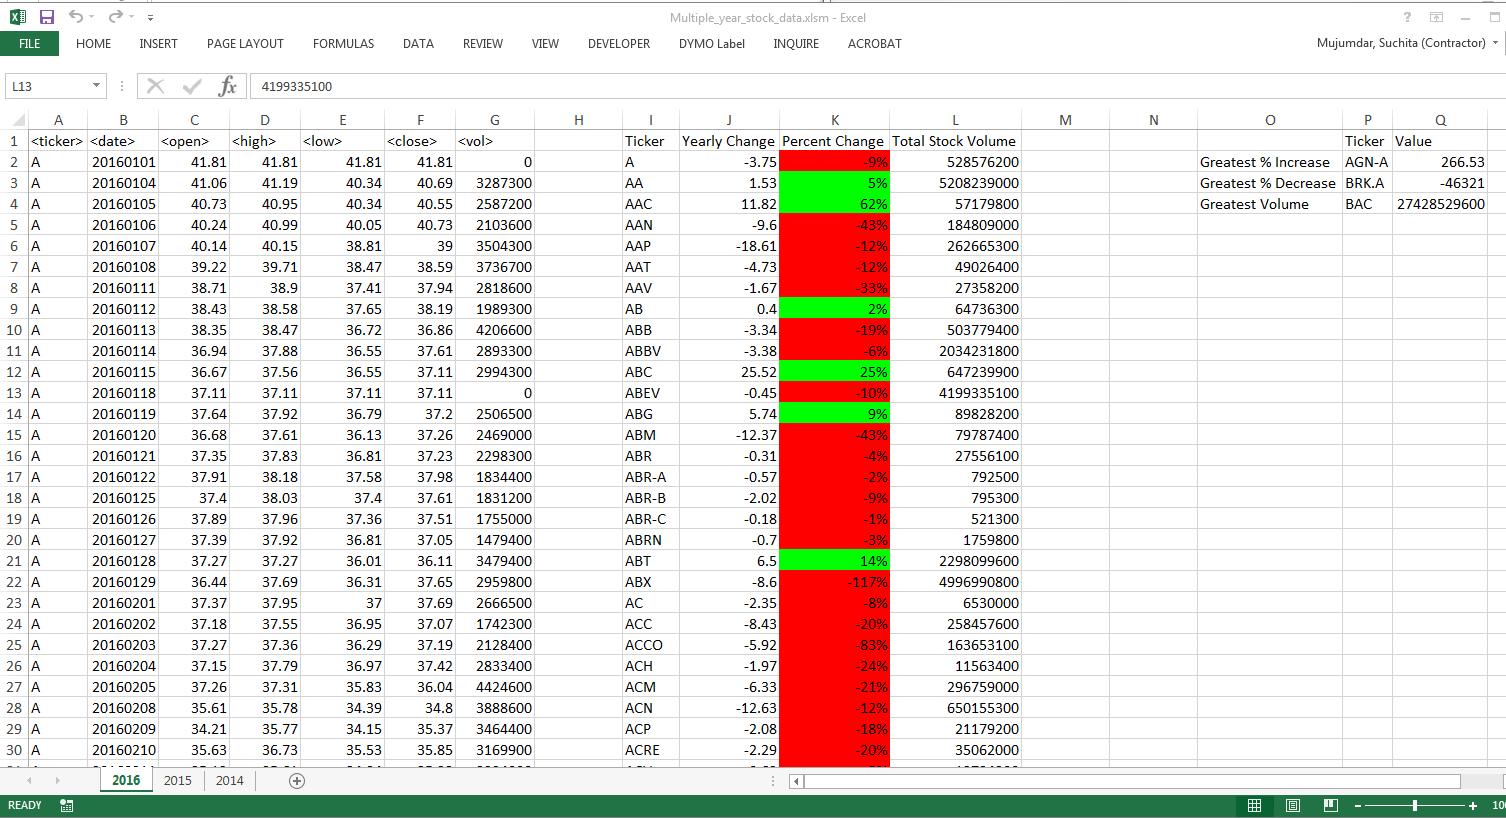 Multiple_year_stock_data.xlsm - Excel
FILE HOME INSERT PAGE LAYOUT FORMULAS DATA REVIEW VIEW DEVELOPER DYMO Label INQUIRE ACROBAT Mujumdar, Suchita (Contractor)
L13 fx 4199335100
A B C D E F G H I J K L M N O P Q
1 <ticker> <date> <open> <high> <low> <close> <vol> Ticker Yearly Change Percent Change Total Stock Volume Ticker Value
2 A 20160101 41.81 41.81 41.81 41.81 0 A -3.75 -9% 528576200 Greatest % Increase AGN-A 266.53
3 A 20160104 41.06 41.19 40.34 40.69 3287300 AA 1.53 5% 5208239000 Greatest % Decrease BRK.A -46321
4 A 20160105 40.73 40.95 40.34 40.55 2587200 AAC 11.82 62% 57179800 Greatest Volume BAC 27428529600
5 A 20160106 40.24 40.99 40.05 40.73 2103600 AAN -9.6 -43% 184809000
6 A 20160107 40.14 40.15 38.81 39 3504300 AAP -18.61 -12% 262665300
7 A 20160108 39.22 39.71 38.47 38.59 3736700 AAT -4.73 -12% 49026400
8 A 20160111 38.71 38.9 37.41 37.94 2818600 AAV -1.67 -33% 27358200
9 A 20160112 38.43 38.58 37.65 38.19 1989300 AB 0.4 2% 64736300
10 A 20160113 38.35 38.47 36.72 36.86 4206600 ABB -3.34 -19% 503779400
11 A 20160114 36.94 37.88 36.55 37.61 2893300 ABBV -3.38 -6% 2034231800
12 A 20160115 36.67 37.56 36.55 37.11 2994300 ABC 25.52 25% 647239900
13 A 20160118 37.11 37.11 37.11 37.11 0 ABEV -0.45 -10% 4199335100
14 A 20160119 37.64 37.92 36.79 37.2 2506500 ABG 5.74 9% 89828200
15 A 20160120 36.68 37.61 36.13 37.26 2469000 ABM -12.37 -43% 79787400
16 A 20160121 37.35 37.83 36.81 37.23 2298300 ABR -0.31 -4% 27556100
17 A 20160122 37.91 38.18 37.58 37.98 1834400 ABR-A -0.57 -2% 792500
18 A 20160125 37.4 38.03 37.4 37.61 1831200 ABR-B -2.02 -9% 795300
19 A 20160126 37.89 37.96 37.36 37.51 1755000 ABR-C -0.18 -1% 521300
20 A 20160127 37.39 37.92 36.81 37.05 1479400 ABRN -0.7 -3% 1759800
21 A 20160128 37.27 37.27 36.01 36.11 3479400 ABT 6.5 14% 2298099600
22 A 20160129 36.44 37.69 36.31 37.65 2959800 ABX -8.6 -117% 4996990800
23 A 20160201 37.37 37.95 37 37.69 2666500 AC -2.35 -8% 6530000
24 A 20160202 37.18 37.55 36.95 37.07 1742300 ACC -8.43 -20% 258457600
25 A 20160203 37.27 37.36 36.29 37.19 2128400 ACCO -5.92 -83% 163653100
26 A 20160204 37.15 37.79 36.97 37.42 2833400 ACH -1.97 -24% 11563400
27 A 20160205 37.26 37.31 35.83 36.04 4424600 ACM -6.33 -21% 296759000
28 A 20160208 35.61 35.78 34.39 34.8 3888600 ACN -12.63 -12% 650155300
29 A 20160209 34.21 35.77 34.15 35.37 3464400 ACP -2.08 -18% 21179200
30 A 20160210 35.63 36.73 35.53 35.85 3169900 ACRE -2.29 -20% 35062000
2016 2015 2014
READY